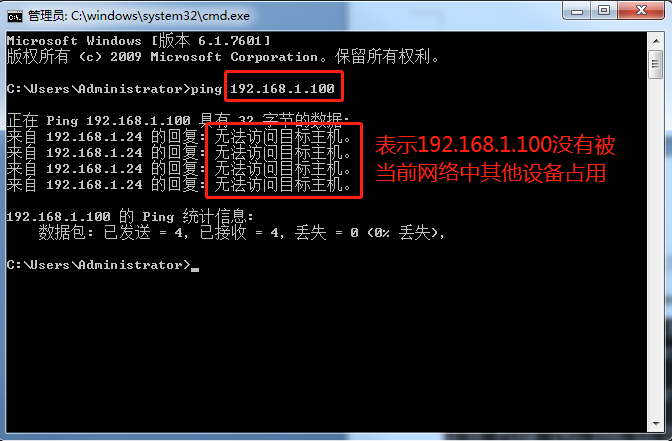 管理员: C:\windows\system32\cmd.exe
Microsoft Windows [版本 6.1.7601]
版权所有 (c) 2009 Microsoft Corporation。保留所有权利。
C:\Users\Administrator>ping 192.168.1.100
正在 Ping 192.168.1.100 具有 32 字节的数据:
来自 192.168.1.24 的回复: 无法访问目标主机。
来自 192.168.1.24 的回复: 无法访问目标主机。
来自 192.168.1.24 的回复: 无法访问目标主机。
来自 192.168.1.24 的回复: 无法访问目标主机。
表示192.168.1.100没有被
当前网络中其他设备占用
192.168.1.100 的 Ping 统计信息:
数据包: 已发送 = 4，已接收 = 4，丢失 = 0 (0% 丢失)，
C:\Users\Administrator>_